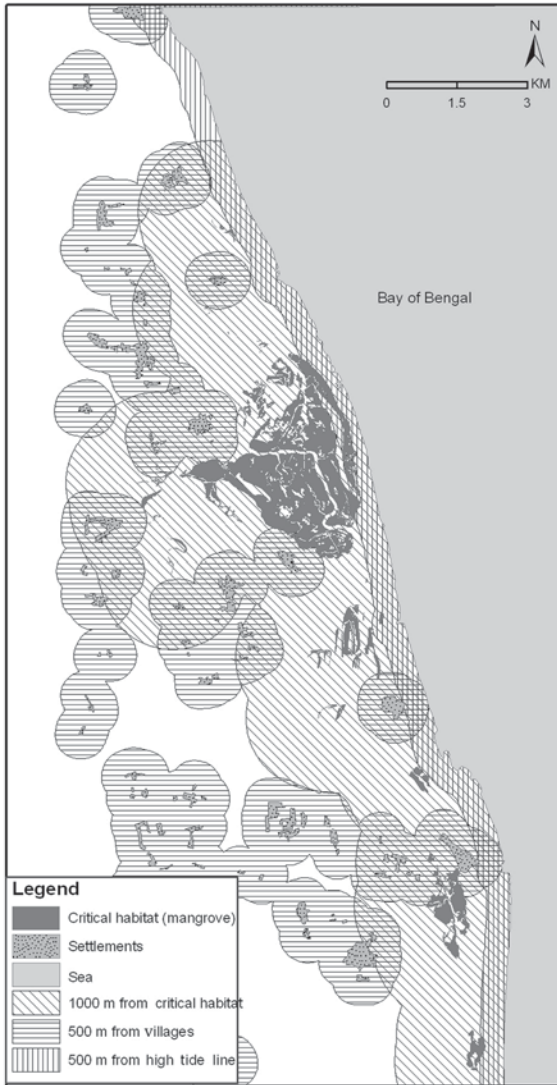 N
KM
0 1.5 3
Bay of Bengal
Legend
Critical habitat (mangrove)
Settlements
Sea
1000 m from critical habitat
500 m from villages
500 m from high tide line